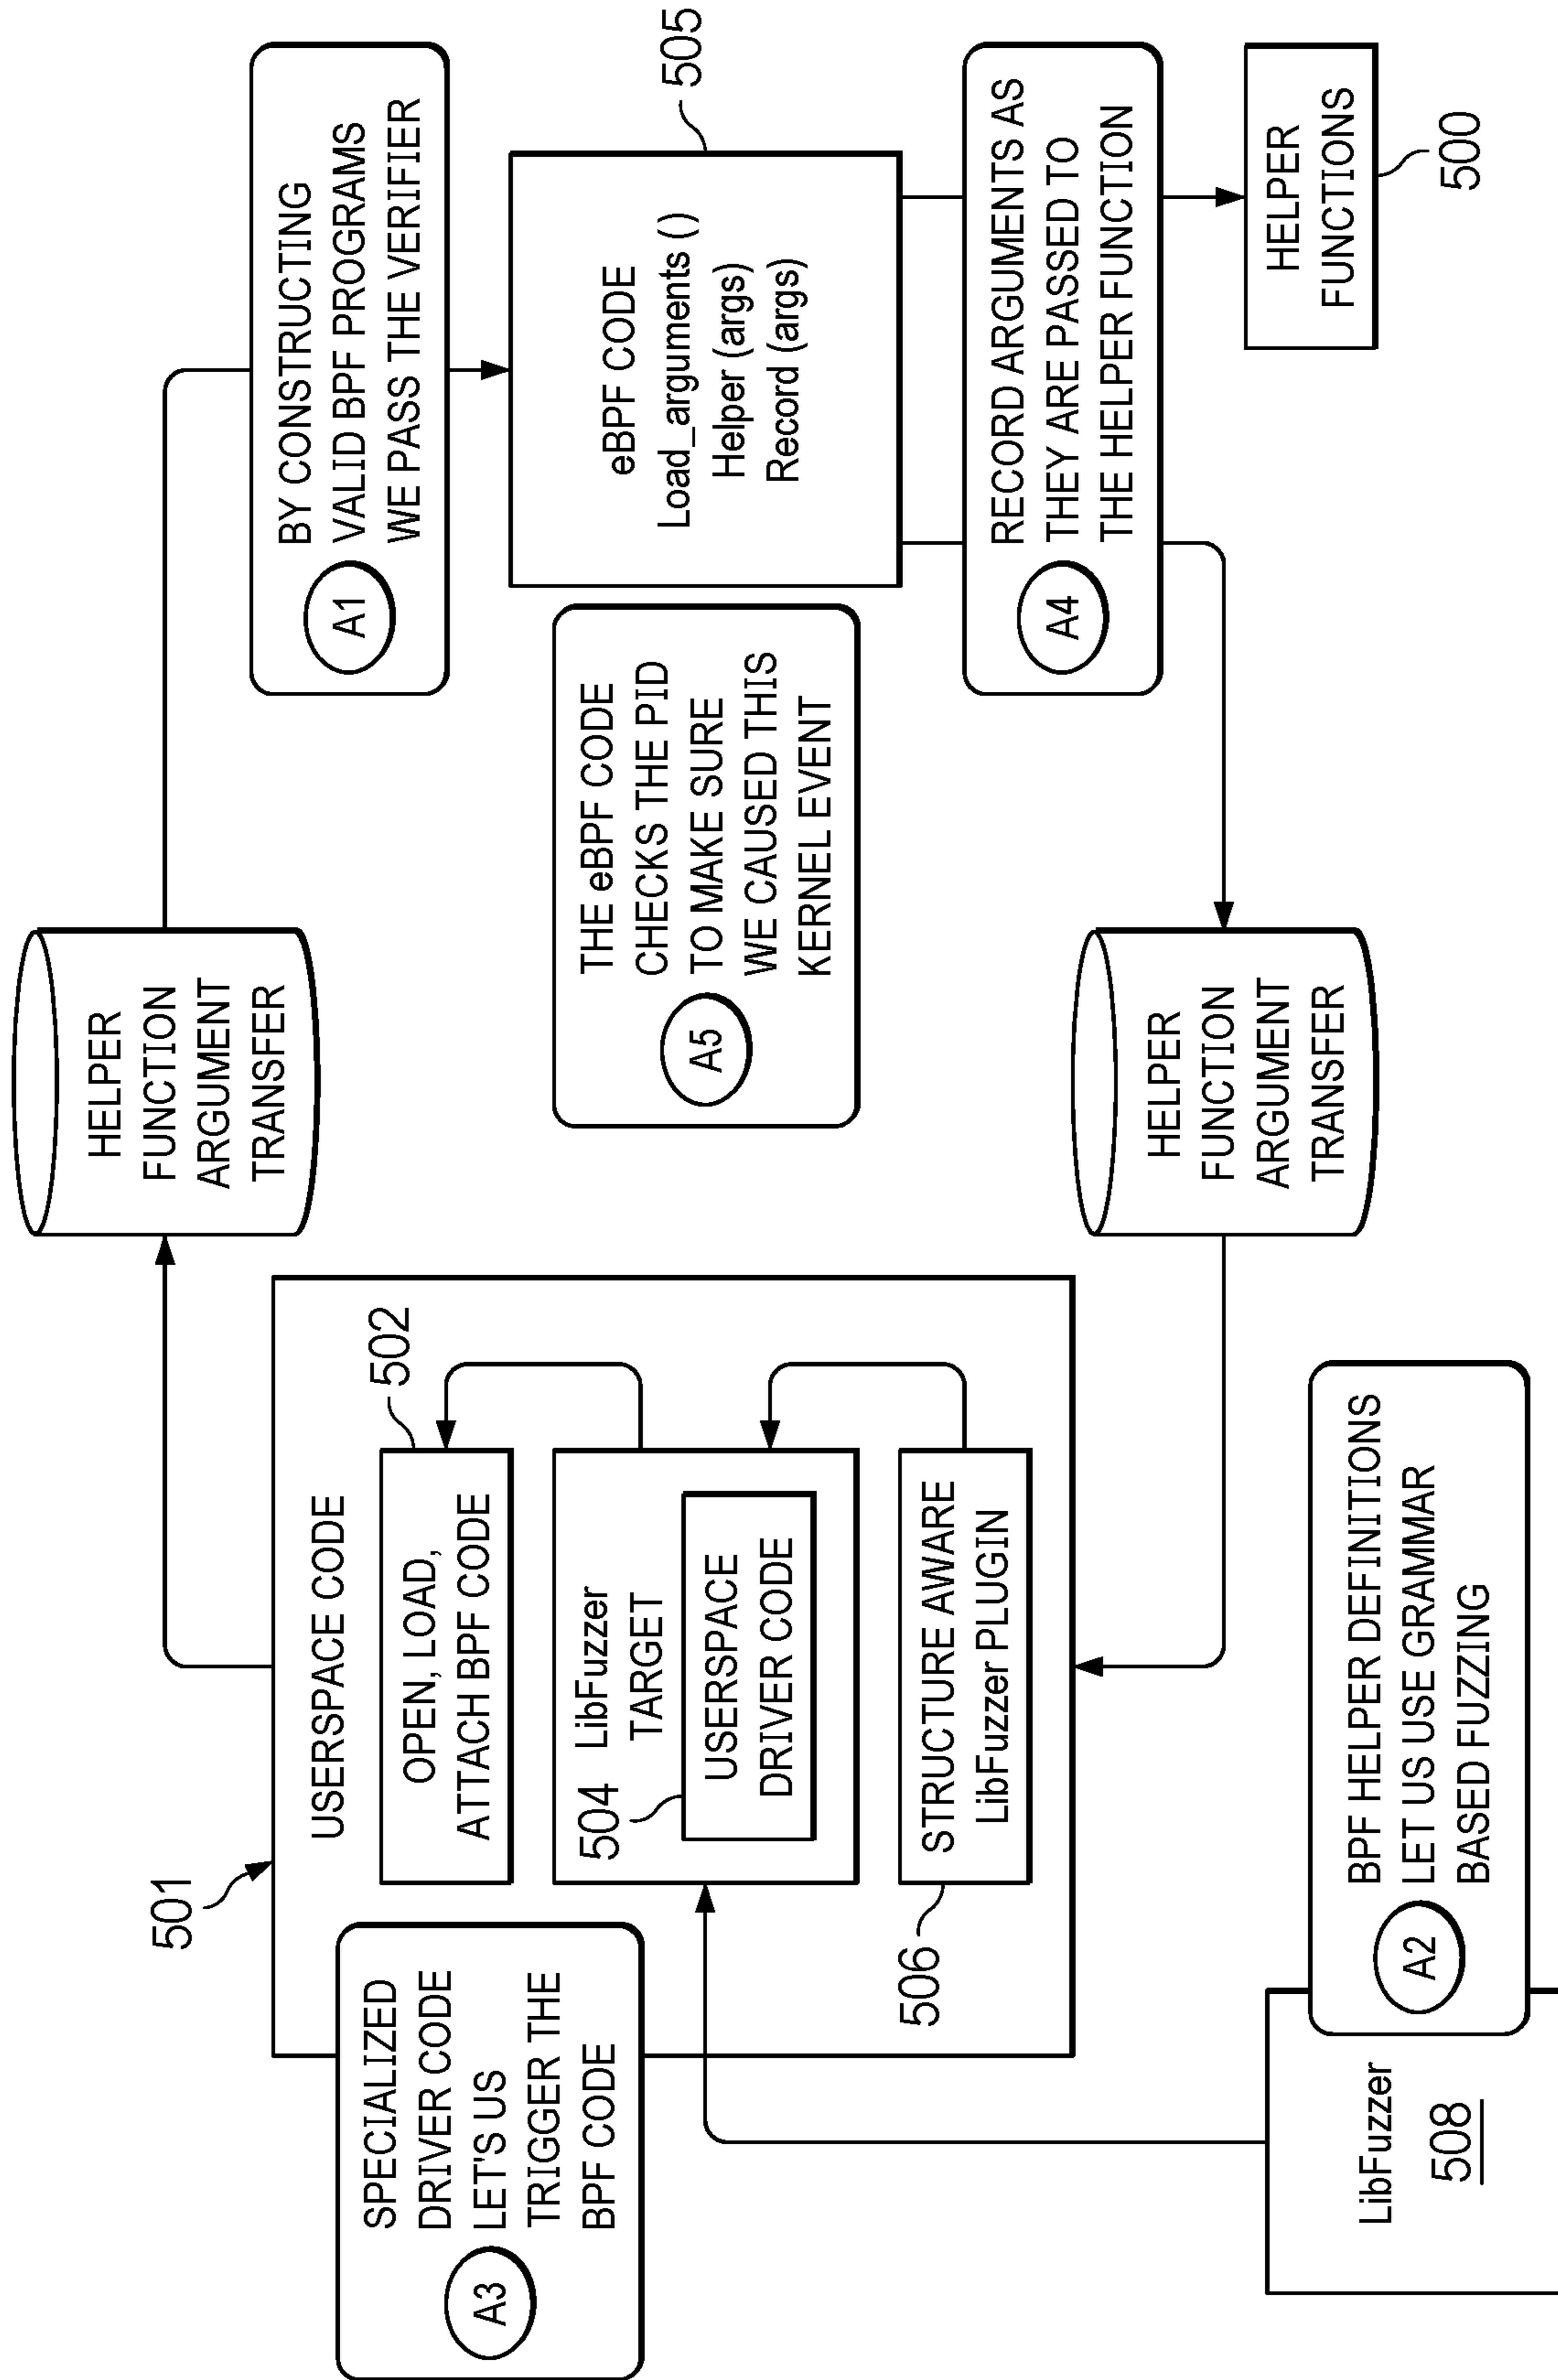 SPECIALIZED
DRIVER CODE
LET'S US
TRIGGER THE
BPF CODE
A3
501
USERSPACE CODE
OPEN, LOAD,
ATTACH BPF CODE
502
504
LibFuzzer
TARGET
USERSPACE
DRIVER CODE
506
STRUCTURE AWARE
LibFuzzer PLUGIN
LibFuzzer
508
A2
BPF HELPER DEFINITIONS
LET US USE GRAMMAR
BASED FUZZING
HELPER
FUNCTION
ARGUMENT
TRANSFER
A5
THE eBPF CODE
CHECKS THE PID
TO MAKE SURE
WE CAUSED THIS
KERNEL EVENT
HELPER
FUNCTION
ARGUMENT
TRANSFER
A1
BY CONSTRUCTING
VALID BPF PROGRAMS
WE PASS THE VERIFIER
505
eBPF CODE
Load_arguments ()
Helper (args)
Record (args)
A4
RECORD ARGUMENTS AS
THEY ARE PASSED TO
THE HELPER FUNCTION
HELPER
FUNCTIONS
500